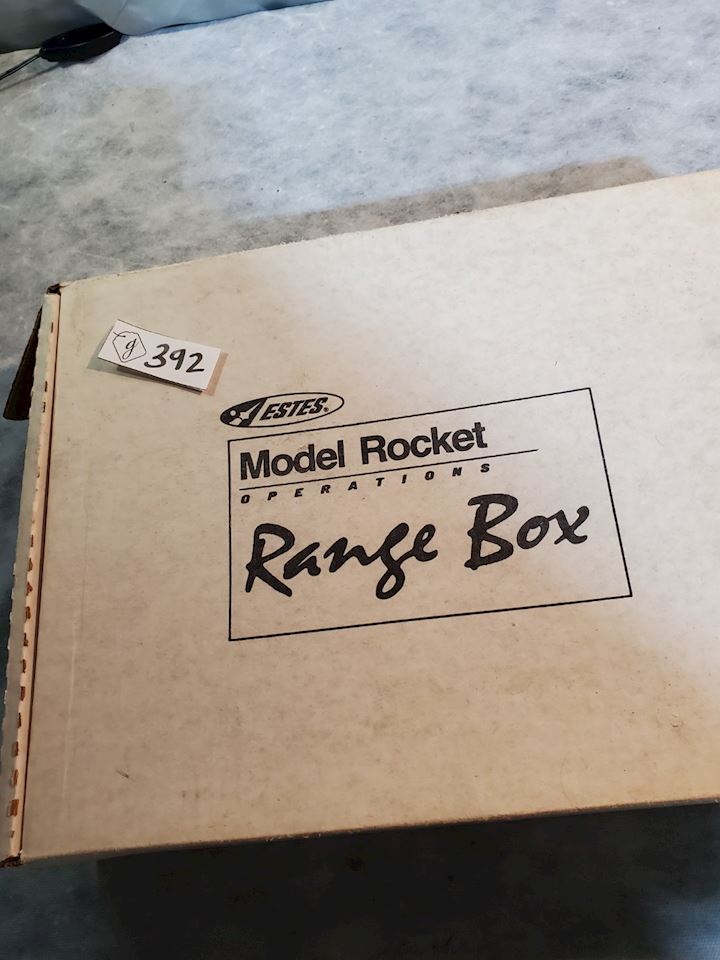 g 392
ESTES®
Model Rocket
OPERATIONS
Range Box